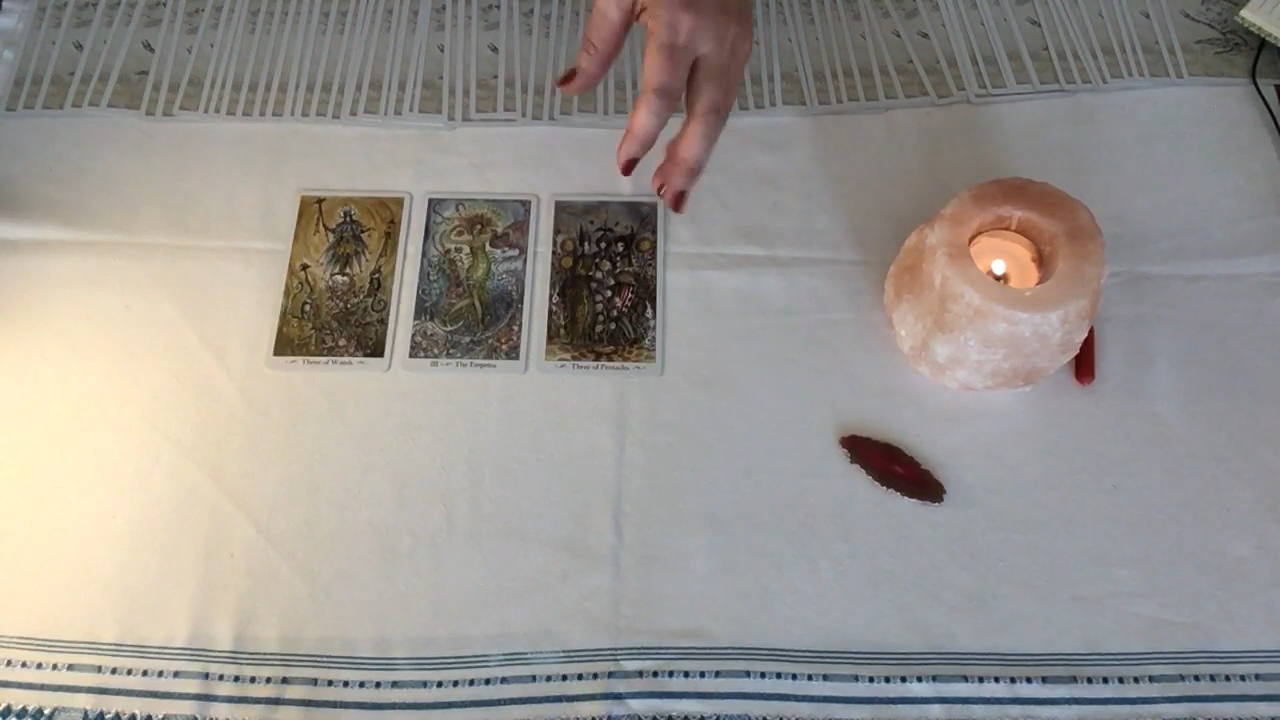 Three of Wands
III The Empress
Three of Pentacles